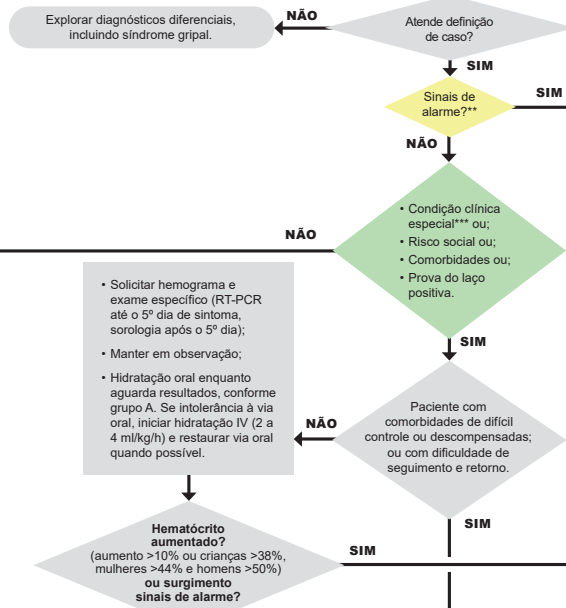 Explorar diagnósticos diferenciais,
incluindo síndrome gripal.
NÃO
Atende definição
de caso?
SIM
Sinais de
alarme?**
SIM
NÃO
• Condição clínica
especial*** ou;
• Risco social ou;
• Comorbidades ou;
• Prova do laço
positiva.
NÃO
SIM
• Solicitar hemograma e
exame específico (RT-PCR
até o 5º dia de sintoma,
sorologia após o 5º dia);
• Manter em observação;
• Hidratação oral enquanto
aguarda resultados, conforme
grupo A. Se intolerância à via
oral, iniciar hidratação IV (2 a
4 ml/kg/h) e restaurar via oral
quando possível.
NÃO
Paciente com
comorbidades de difícil
controle ou descompensadas;
ou com dificuldade de
seguimento e retorno.
SIM
Hematócrito
aumentado?
(aumento >10% ou crianças >38%,
mulheres >44% e homens >50%)
ou surgimento
sinais de alarme?
SIM